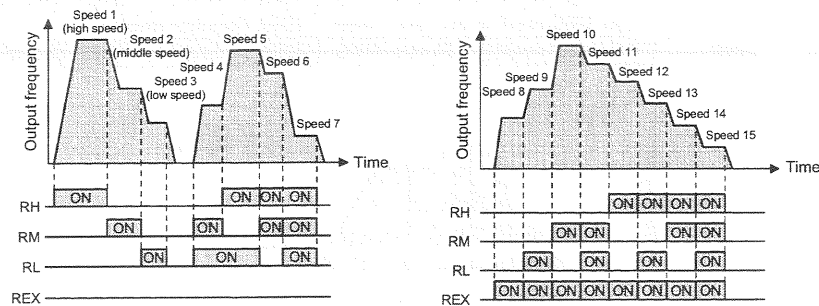 Output frequency
Speed 1
(high speed)
Speed 2
(middle speed)
Speed 3
(low speed)
Speed 4
Speed 5
Speed 6
Speed 7
Time
RH
ON
ON
ON
ON
RM
ON
ON
ON
ON
RL
ON
ON
ON
REX
Output frequency
Speed 8
Speed 9
Speed 10
Speed 11
Speed 12
Speed 13
Speed 14
Speed 15
Time
RH
ON
ON
ON
ON
RM
ON
ON
ON
ON
RL
ON
ON
ON
ON
REX
ON
ON
ON
ON
ON
ON
ON
ON